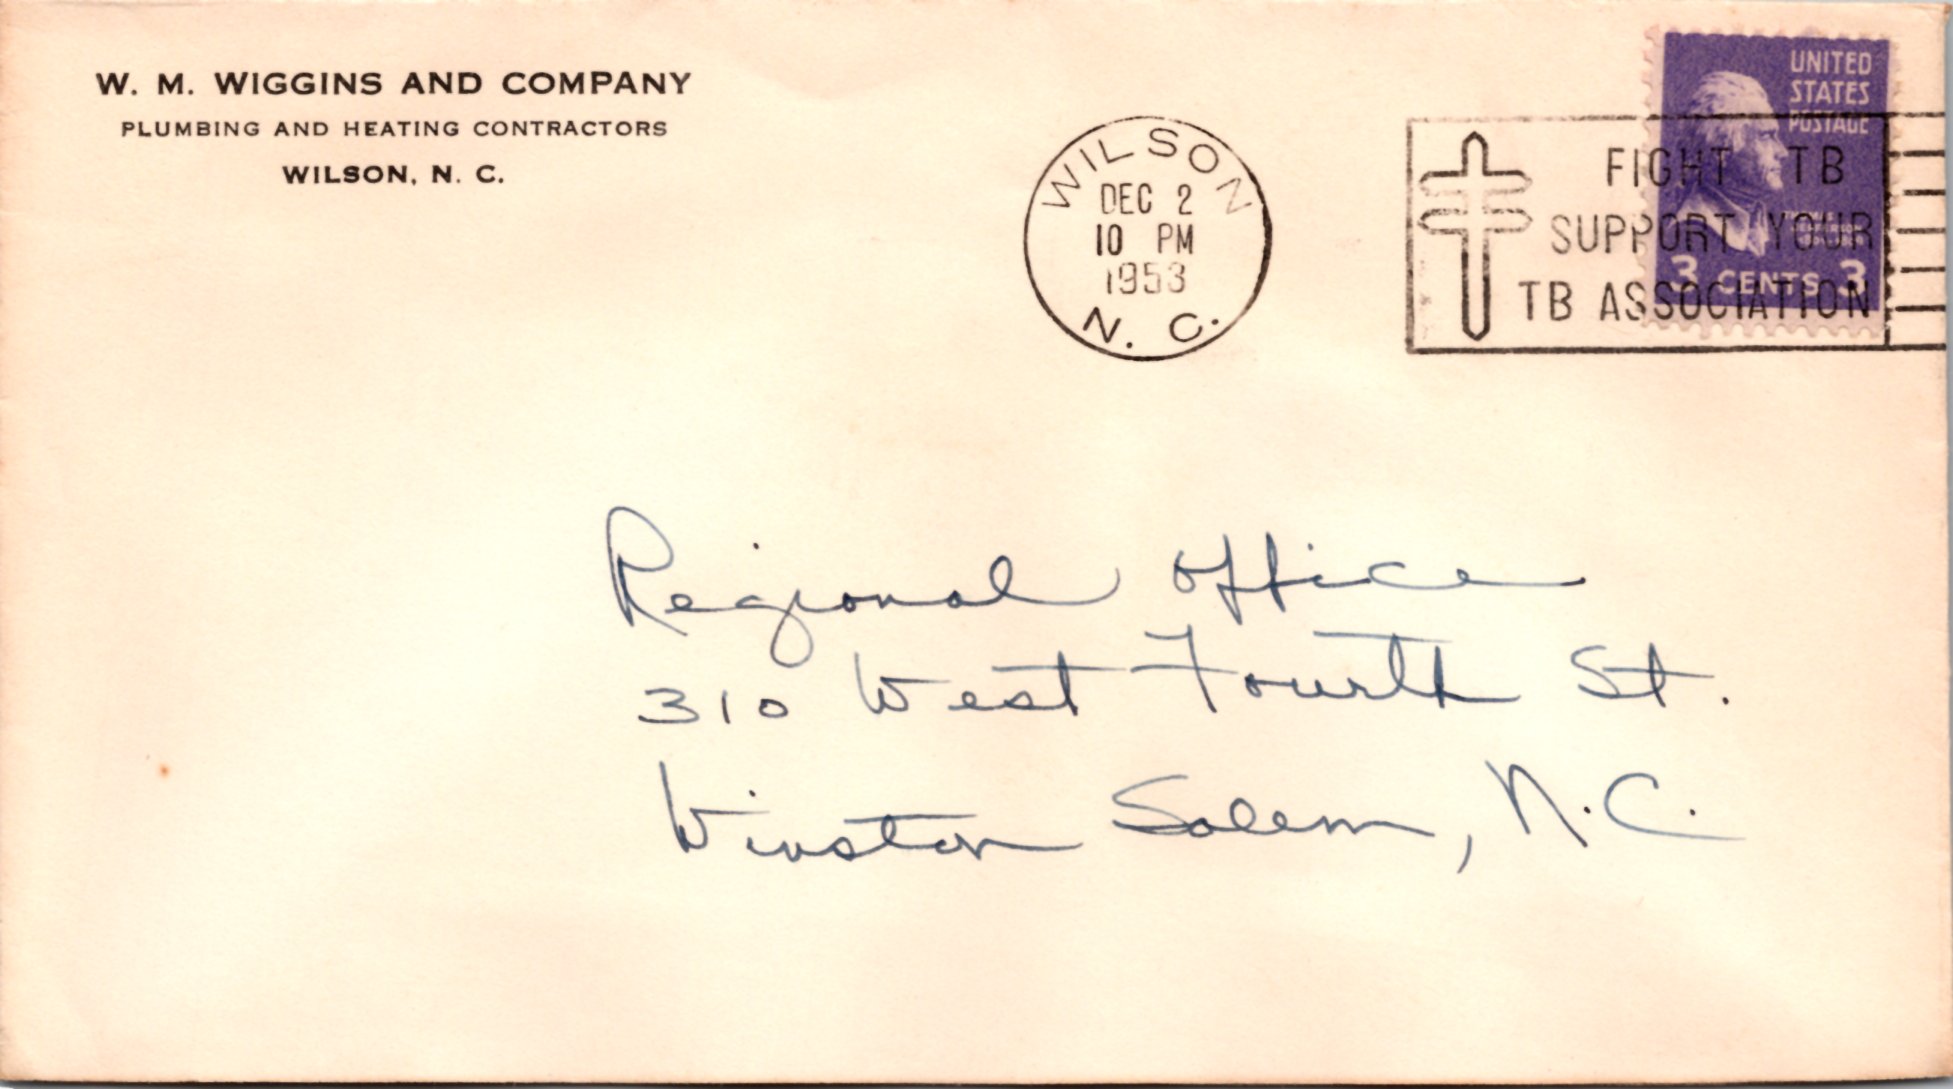 W. M. WIGGINS AND COMPANY
PLUMBING AND HEATING CONTRACTORS
WILSON, N. C.
WILSON
DEC 2
10 PM
1953
N. C.
UNITED
STATES
POSTAGE
3 CENTS 3
FIGHT TB
SUPPORT YOUR
TB ASSOCIATION
Regional Office
310 West Fourth St.
Winston Salem, N.C.